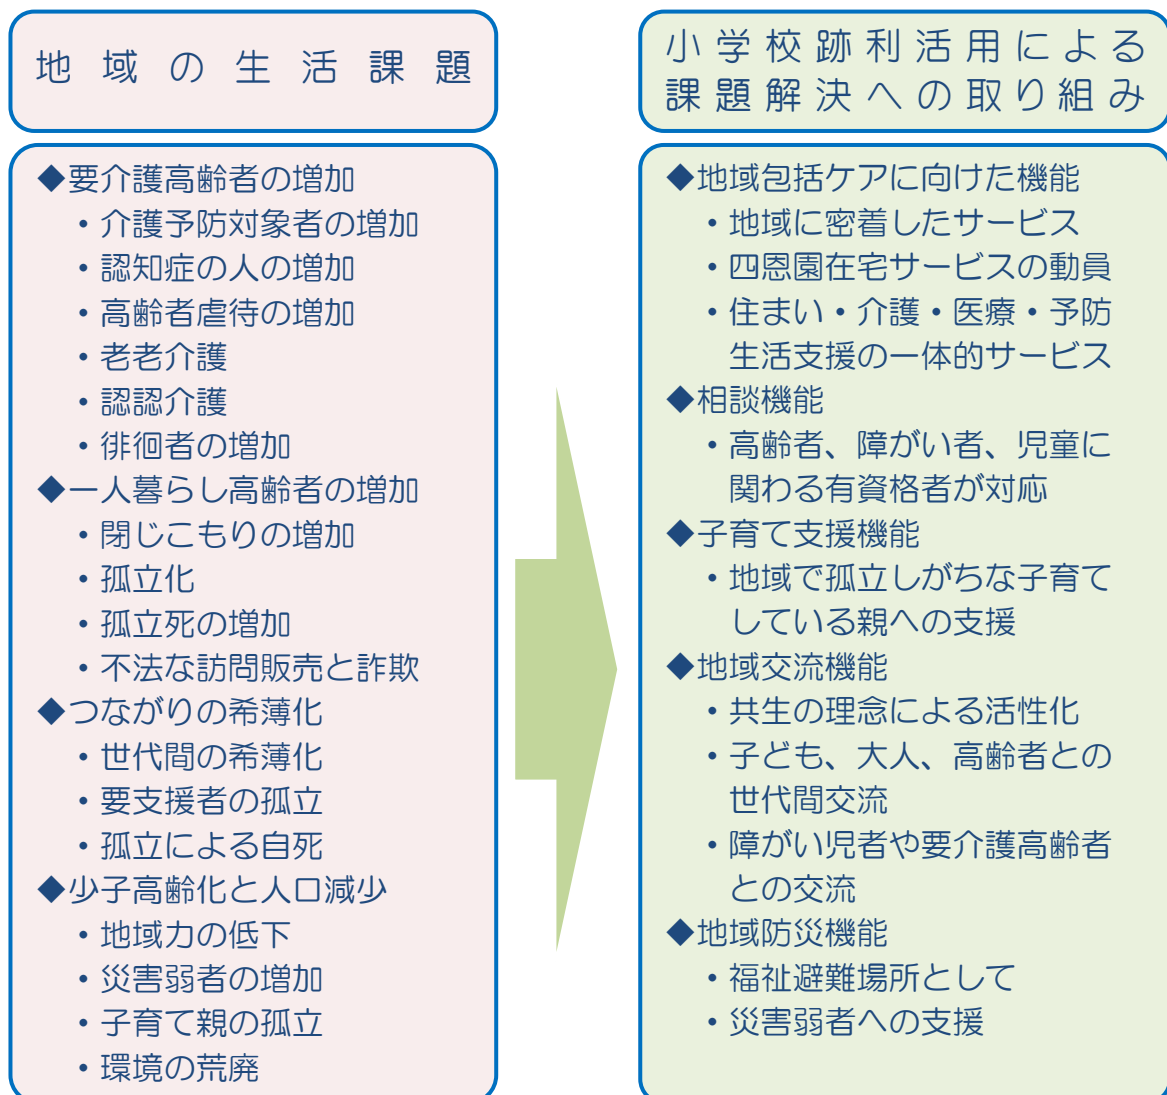 地域の生活課題
◆要介護高齢者の増加
・介護予防対象者の増加
・認知症の人の増加
・高齢者虐待の増加
・老老介護
・認認介護
・徘徊者の増加
◆一人暮らし高齢者の増加
・閉じこもりの増加
・孤立化
・孤立死の増加
・不法な訪問販売と詐欺
◆つながりの希薄化
・世代間の希薄化
・要支援者の孤立
・孤立による自死
◆少子高齢化と人口減少
・地域力の低下
・災害弱者の増加
・子育て親の孤立
・環境の荒廃
小学校跡利活用による
課題解決への取り組み
◆地域包括ケアに向けた機能
・地域に密着したサービス
・四恩園在宅サービスの動員
・住まい・介護・医療・予防
生活支援の一体的サービス
◆相談機能
・高齢者、障がい者、児童に
関わる有資格者が対応
◆子育て支援機能
・地域で孤立しがちな子育て
している親への支援
◆地域交流機能
・共生の理念による活性化
・子ども、大人、高齢者との
世代間交流
・障がい児者や要介護高齢者
との交流
◆地域防災機能
・福祉避難場所として
・災害弱者への支援